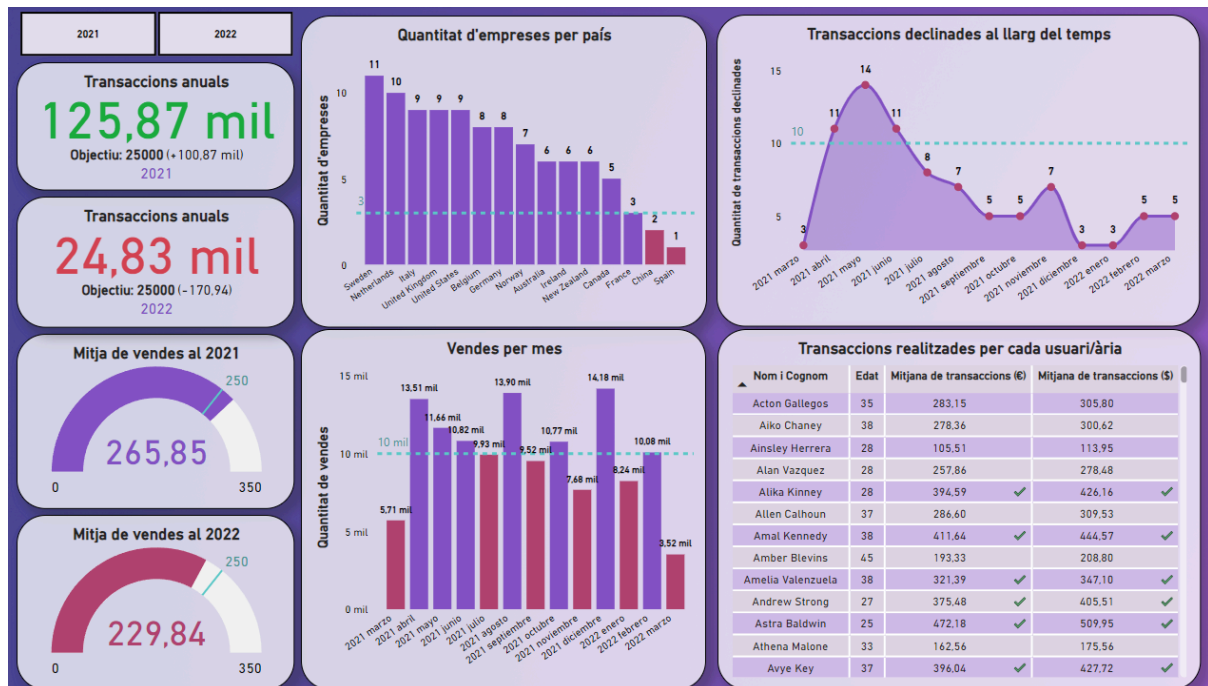 2021
2022
Transaccions anuals
125,87 mil
Objectiu: 25000 (+100,87 mil)
2021
Transaccions anuals
24,83 mil
Objectiu: 25000 (-170,94)
2022
Mitja de vendes al 2021
250
265,85
0
350
Mitja de vendes al 2022
250
229,84
0
350
Quantitat d'empreses per país
Quantitat d'empreses
10
5
0
3
11
10
9
9
9
8
8
7
6
6
6
5
3
2
1
Sweden
Netherlands
Italy
United Kingdom
United States
Belgium
Germany
Norway
Australia
Ireland
New Zealand
Canada
France
China
Spain
Vendes per mes
Quantitat de vendes
15 mil
10 mil
5 mil
0 mil
10 mil
5,71 mil
13,51 mil
11,66 mil
10,82 mil
9,93 mil
13,90 mil
9,52 mil
10,77 mil
7,68 mil
14,18 mil
8,24 mil
10,08 mil
3,52 mil
2021 marzo
2021 abril
2021 mayo
2021 junio
2021 julio
2021 agosto
2021 septiembre
2021 octubre
2021 noviembre
2021 diciembre
2022 enero
2022 febrero
2022 marzo
Transaccions declinades al llarg del temps
Quantitat de transaccions declinades
15
10
5
10
3
11
14
11
8
7
5
5
7
3
3
5
5
2021 marzo
2021 abril
2021 mayo
2021 junio
2021 julio
2021 agosto
2021 septiembre
2021 octubre
2021 noviembre
2021 diciembre
2022 enero
2022 febrero
2022 marzo
Transaccions realitzades per cada usuari/ària
Nom i Cognom Edat Mitjana de transaccions (€) Mitjana de transaccions ($)
Acton Gallegos 35 283,15 305,80
Aiko Chaney 38 278,36 300,62
Ainsley Herrera 28 105,51 113,95
Alan Vazquez 28 257,86 278,48
Alika Kinney 28 394,59 ✓ 426,16 ✓
Allen Calhoun 37 286,60 309,53
Amal Kennedy 38 411,64 ✓ 444,57 ✓
Amber Blevins 45 193,33 208,80
Amelia Valenzuela 38 321,39 ✓ 347,10 ✓
Andrew Strong 27 375,48 ✓ 405,51 ✓
Astra Baldwin 25 472,18 ✓ 509,95 ✓
Athena Malone 33 162,56 175,56
Avye Key 37 396,04 ✓ 427,72 ✓